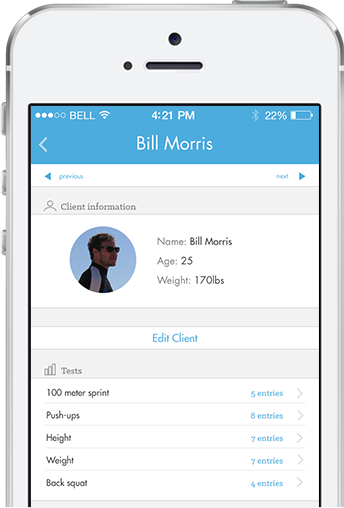 BELL 4:21 PM 22%
Bill Morris
previous next
Client information
Name: Bill Morris
Age: 25
Weight: 170lbs
Edit Client
Tests
100 meter sprint 5 entries
Push-ups 8 entries
Height 7 entries
Weight 7 entries
Back squat 4 entries